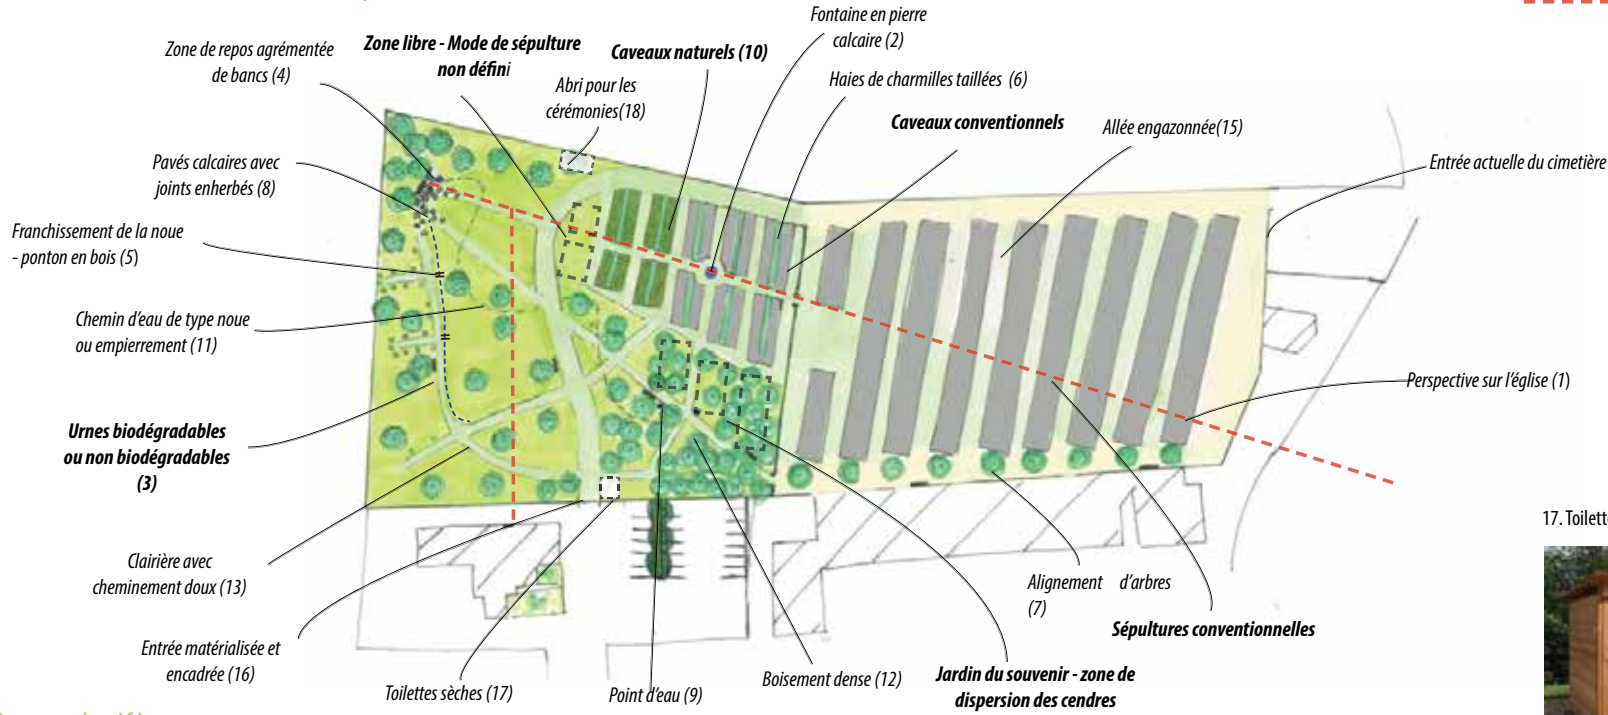 Fontaine en pierre
calcaire (2)
Zone de repos agrémentée
de bancs (4)
Zone libre - Mode de sépulture
non défini
Caveaux naturels (10)
Abri pour les
cérémonies(18)
Haies de charmilles taillées (6)
Caveaux conventionnels
Allée engazonnée(15)
Entrée actuelle du cimetière
Pavés calcaires avec
joints enherbés (8)
Franchissement de la noue
- ponton en bois (5)
Chemin d'eau de type noue
ou empierrement (11)
Perspective sur l'église (1)
Urnes biodégradables
ou non biodégradables
(3)
17. Toilett
Clairière avec
cheminement doux (13)
Alignement d'arbres
(7)
Sépultures conventionnelles
Entrée matérialisée et
encadrée (16)
Toilettes sèches (17)
Point d'eau (9)
Boisement dense (12)
Jardin du souvenir - zone de
dispersion des cendres